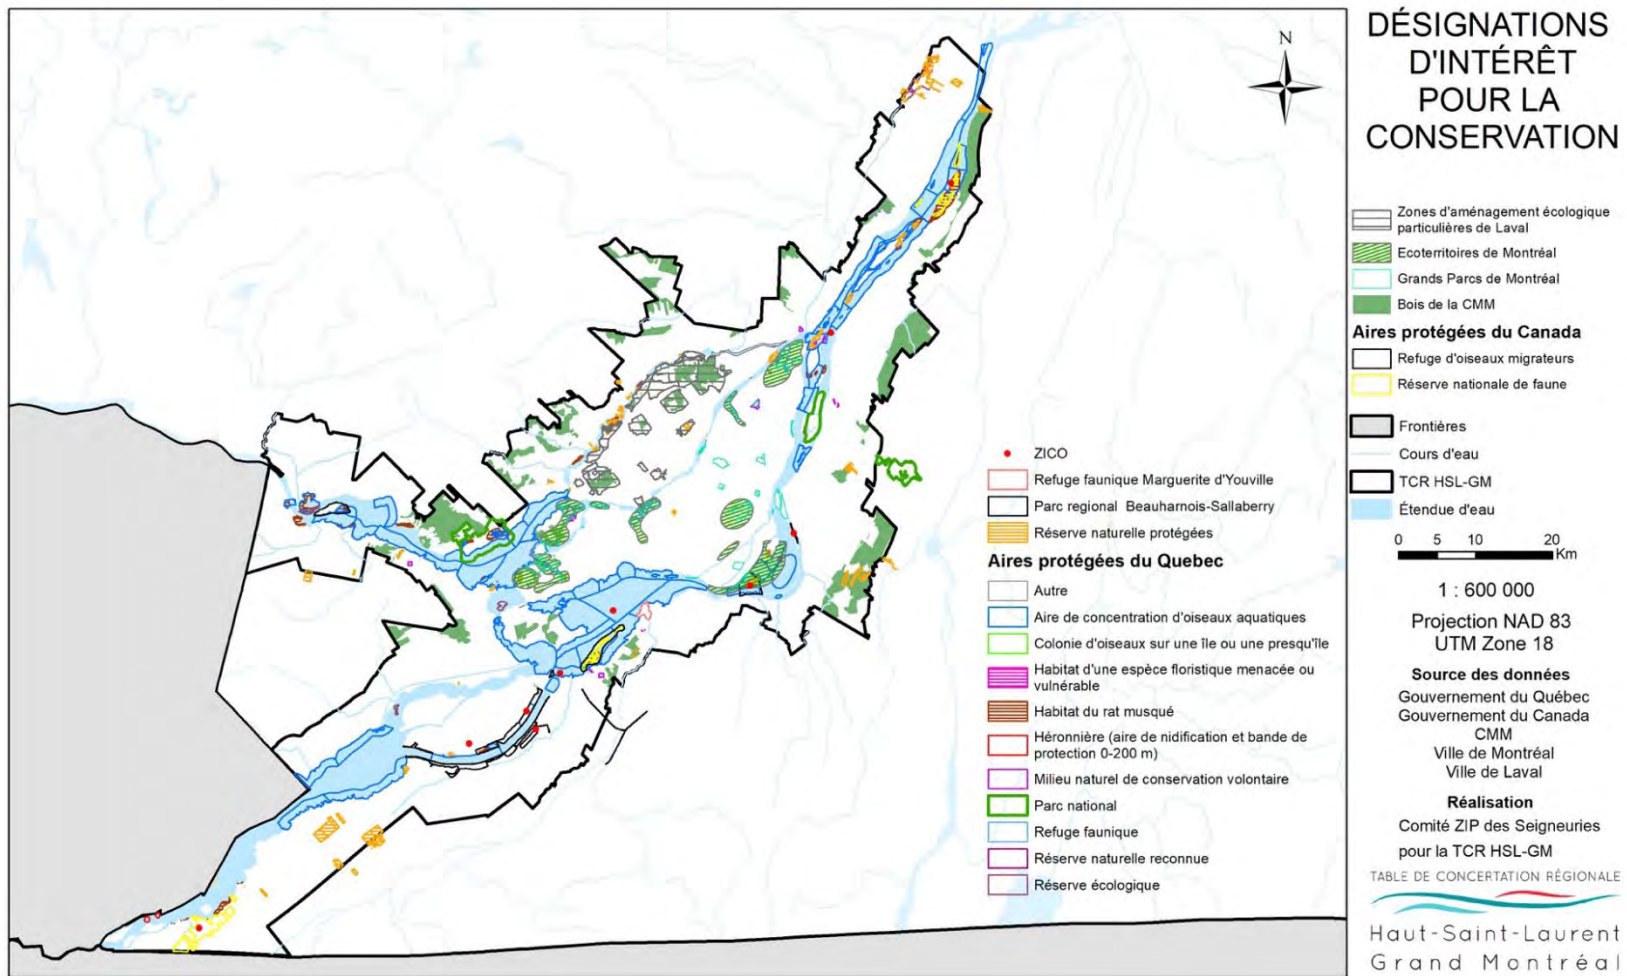 DÉSIGNATIONS
D'INTÉRÊT
POUR LA
CONSERVATION
N
Zones d'aménagement écologique
particulières de Laval
Ecoterritoires de Montréal
Grands Parcs de Montréal
Bois de la CMM
Aires protégées du Canada
Refuge d'oiseaux migrateurs
Réserve nationale de faune
Frontières
Cours d'eau
TCR HSL-GM
Étendue d'eau
0 5 10 20
Km
1 : 600 000
Projection NAD 83
UTM Zone 18
Source des données
Gouvernement du Québec
Gouvernement du Canada
CMM
Ville de Montréal
Ville de Laval
Réalisation
Comité ZIP des Seigneuries
pour la TCR HSL-GM
TABLE DE CONCERTATION RÉGIONALE
Haut-Saint-Laurent
Grand Montréal
ZICO
Refuge faunique Marguerite d'Youville
Parc regional Beauharnois-Sallaberry
Réserve naturelle protégées
Aires protégées du Quebec
Autre
Aire de concentration d'oiseaux aquatiques
Colonie d'oiseaux sur une île ou une presqu'île
Habitat d'une espèce floristique menacée ou
vulnérable
Habitat du rat musqué
Héronnière (aire de nidification et bande de
protection 0-200 m)
Milieu naturel de conservation volontaire
Parc national
Refuge faunique
Réserve naturelle reconnue
Réserve écologique